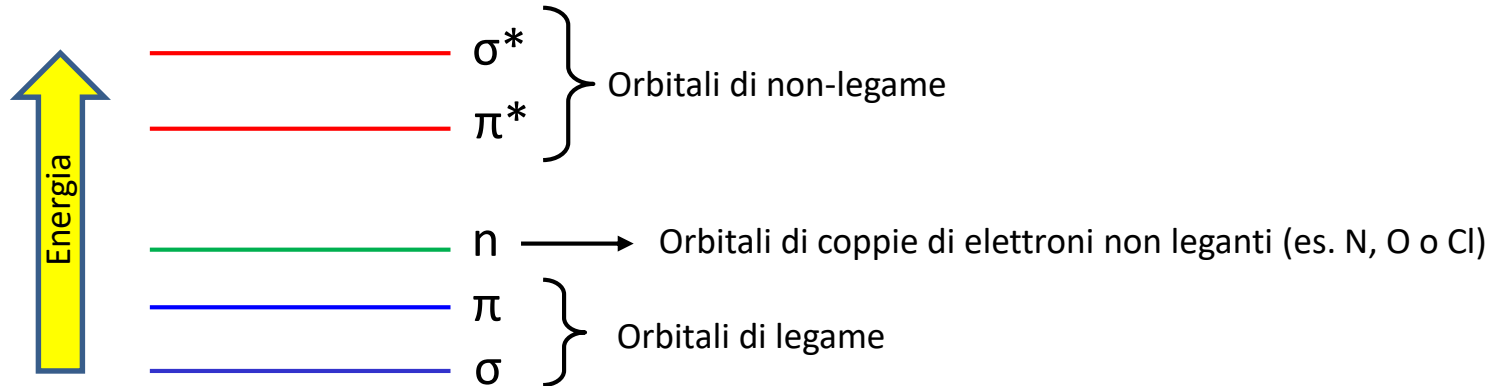 σ*
Orbitali di non-legame
π*
Energia
n
Orbitali di coppie di elettroni non leganti (es. N, O o Cl)
π
Orbitali di legame
σ